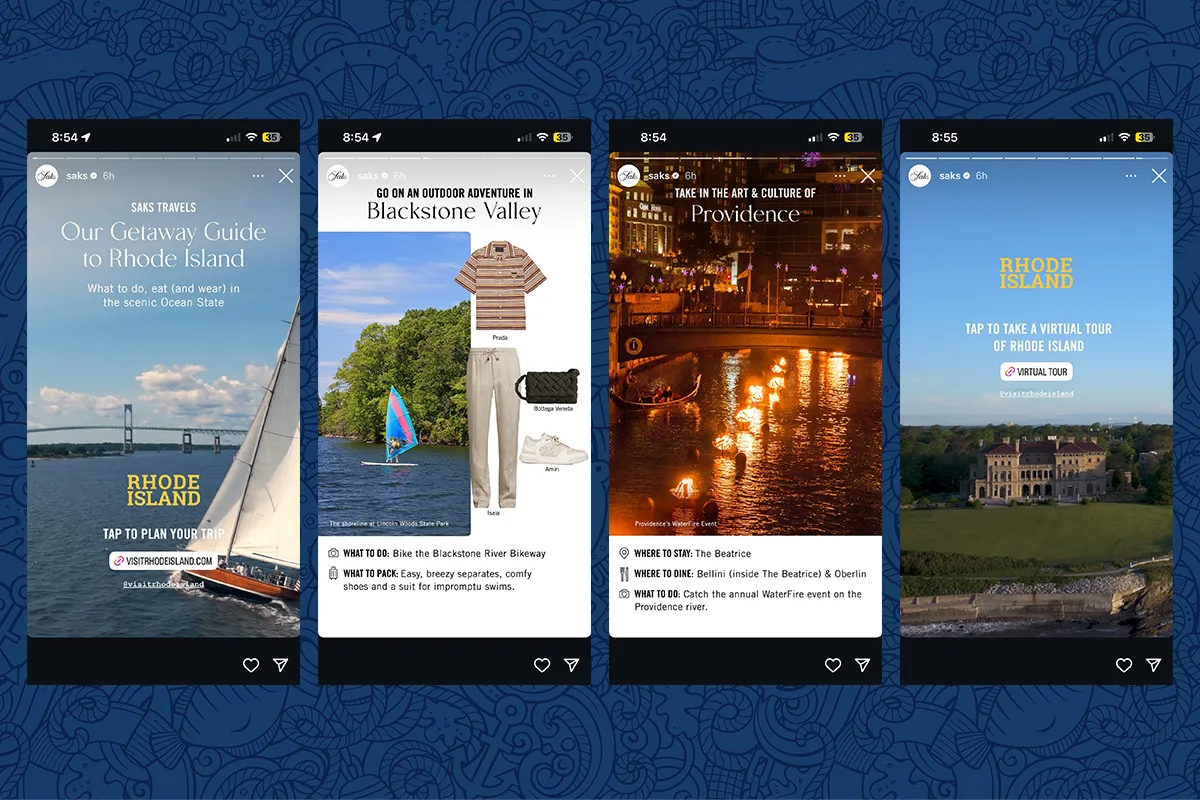 8:54
35
saks 6h
SAKS TRAVELS
Our Getaway Guide
to Rhode Island
What to do, eat (and wear) in
the scenic Ocean State
RHODE
ISLAND
TAP TO PLAN YOUR TRIP
VISITRHODEISLAND.COM
@visitrhodeisland
8:54
35
saks 6h
GO ON AN OUTDOOR ADVENTURE IN
Blackstone Valley
Prada
Bottega Veneta
Amiri
Isaia
The shoreline at Lincoln Woods State Park
WHAT TO DO: Bike the Blackstone River Bikeway
WHAT TO PACK: Easy, breezy separates, comfy
shoes and a suit for impromptu swims.
8:54
35
saks 6h
TAKE IN THE ART & CULTURE OF
Providence
Providence's WaterFire Event
WHERE TO STAY: The Beatrice
WHERE TO DINE: Bellini (inside The Beatrice) & Oberlin
WHAT TO DO: Catch the annual WaterFire event on the
Providence river.
8:55
35
saks 6h
RHODE
ISLAND
TAP TO TAKE A VIRTUAL TOUR
OF RHODE ISLAND
VIRTUAL TOUR
@visitrhodeisland